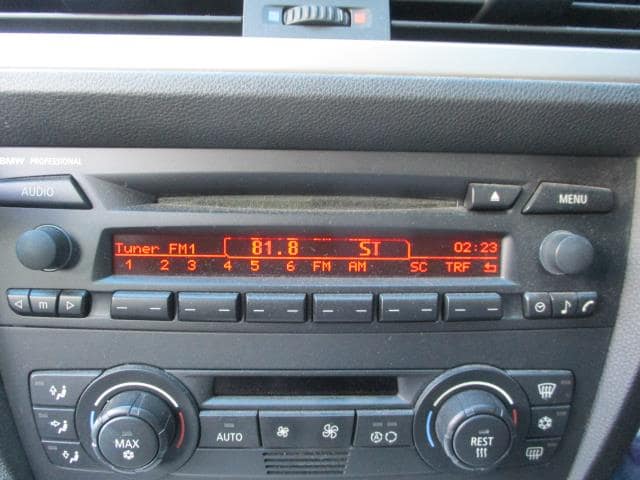 BMW PROFESSIONAL
AUDIO
MENU
Tuner FM1 81.8 ST 02:23
1 2 3 4 5 6 FM AM SC TRF
m
AUTO
MAX
REST